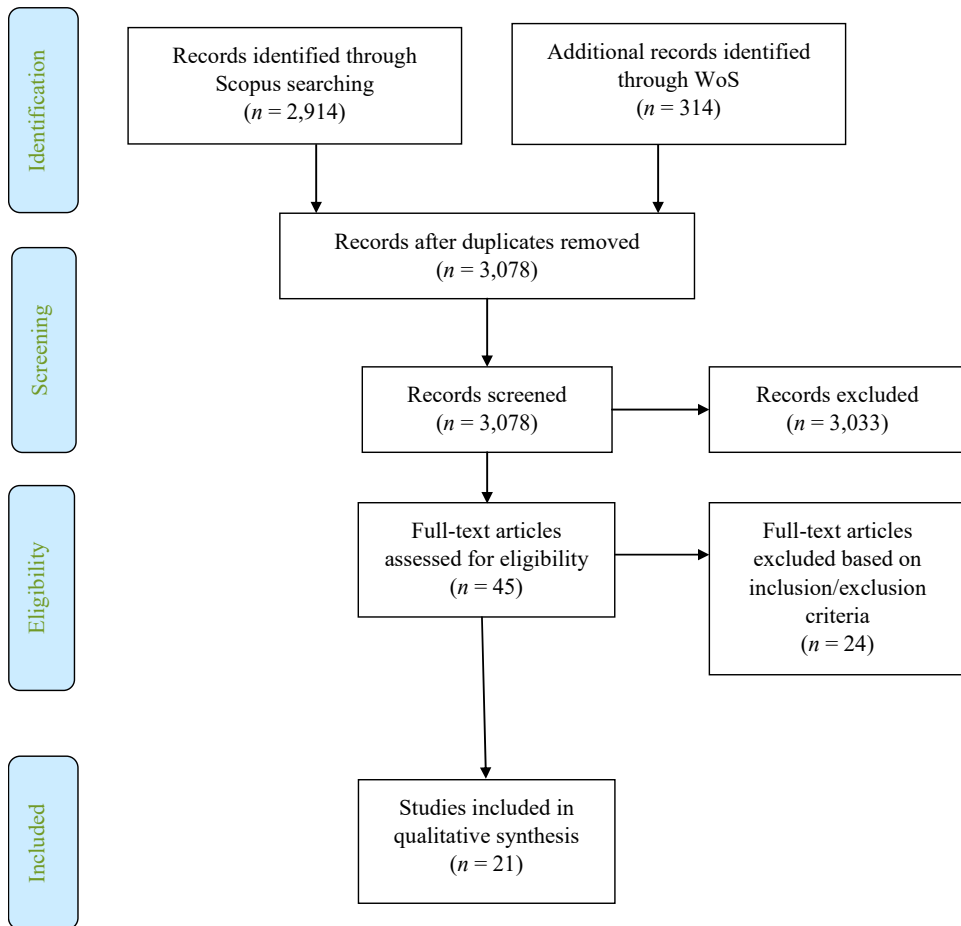 Identification
Records identified through
Scopus searching
(n = 2,914)
Additional records identified
through WoS
(n = 314)
Records after duplicates removed
(n = 3,078)
Screening
Records screened
(n = 3,078)
Records excluded
(n = 3,033)
Eligibility
Full-text articles
assessed for eligibility
(n = 45)
Full-text articles
excluded based on
inclusion/exclusion
criteria
(n = 24)
Included
Studies included in
qualitative synthesis
(n = 21)